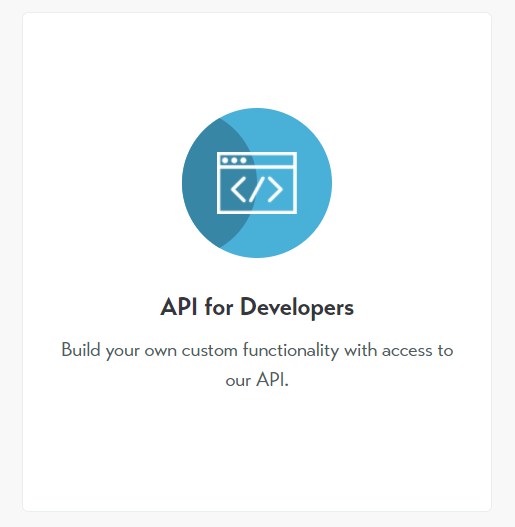 </>
API for Developers
Build your own custom functionality with access to
our API.